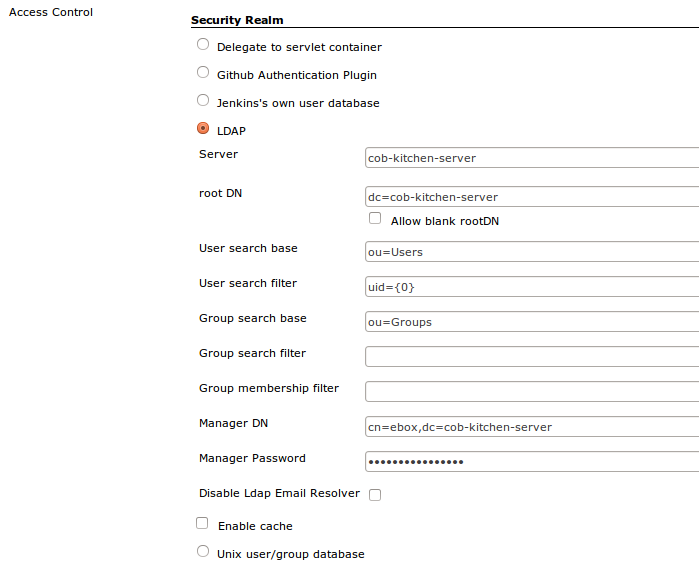 Access Control
Security Realm
Delegate to servlet container
Github Authentication Plugin
Jenkins's own user database
LDAP
Server cob-kitchen-server
root DN dc=cob-kitchen-server
Allow blank rootDN
User search base ou=Users
User search filter uid={0}
Group search base ou=Groups
Group search filter
Group membership filter
Manager DN cn=ebox,dc=cob-kitchen-server
Manager Password ••••••••••••••••
Disable Ldap Email Resolver
Enable cache
Unix user/group database